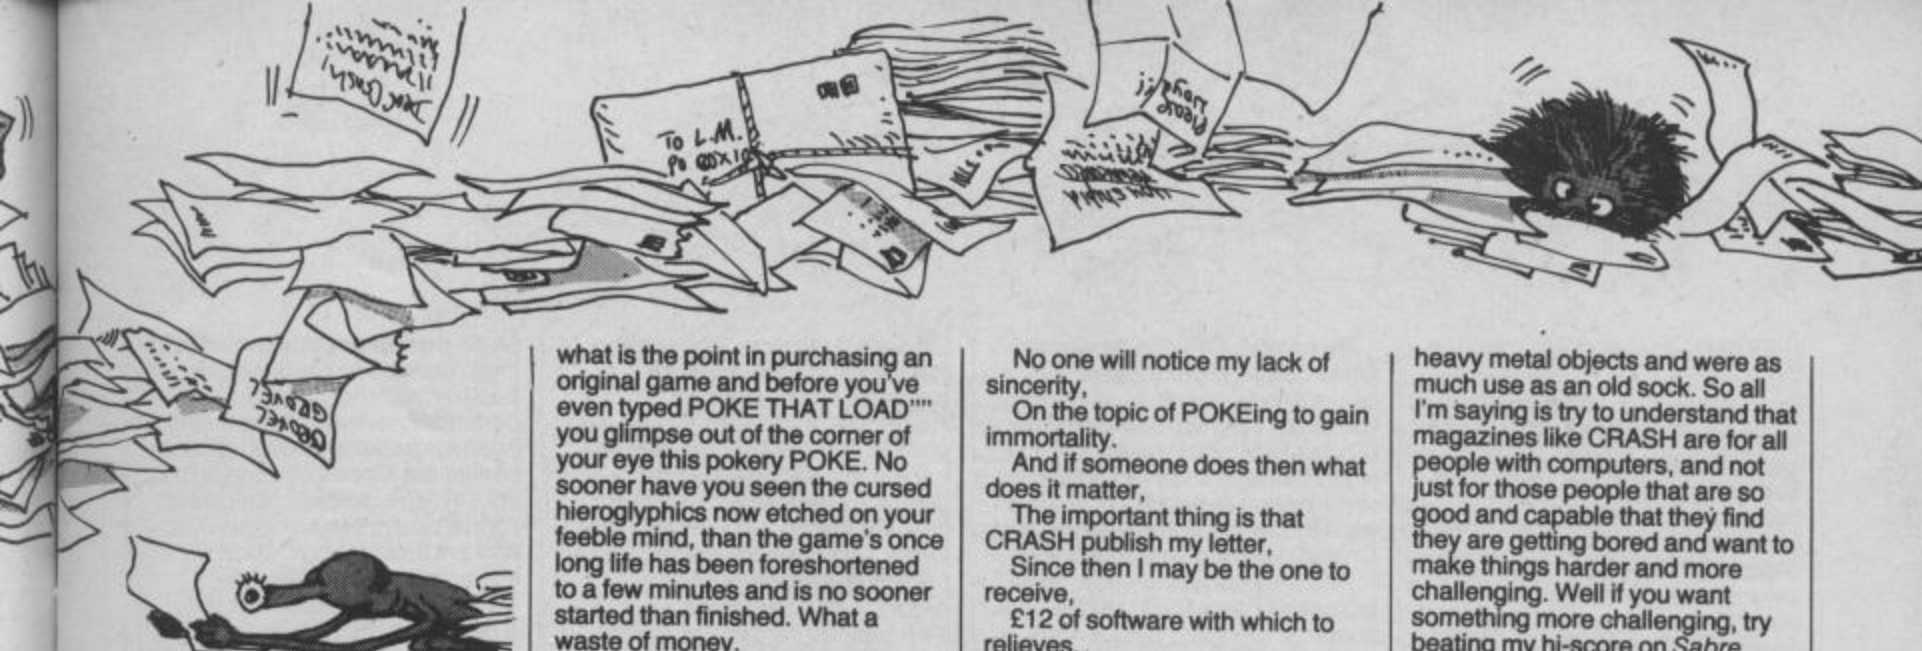 Dear Crash!
To L.M.
Po BOX 10
Please
GROVEL
GROVEL
what is the point in purchasing an
original game and before you've
even typed POKE THAT LOAD""
you glimpse out of the corner of
your eye this pokery POKE. No
sooner have you seen the cursed
hieroglyphics now etched on your
feeble mind, than the game's once
long life has been foreshortened
to a few minutes and is no sooner
started than finished. What a
waste of money.
No one will notice my lack of
sincerity,
On the topic of POKEing to gain
immortality.
And if someone does then what
does it matter,
The important thing is that
CRASH publish my letter,
Since then I may be the one to
receive,
£12 of software with which to
relieves
heavy metal objects and were as
much use as an old sock. So all
I'm saying is try to understand that
magazines like CRASH are for all
people with computers, and not
just for those people that are so
good and capable that they find
they are getting bored and want to
make things harder and more
challenging. Well if you want
something more challenging, try
beating my hi-score on Sabre